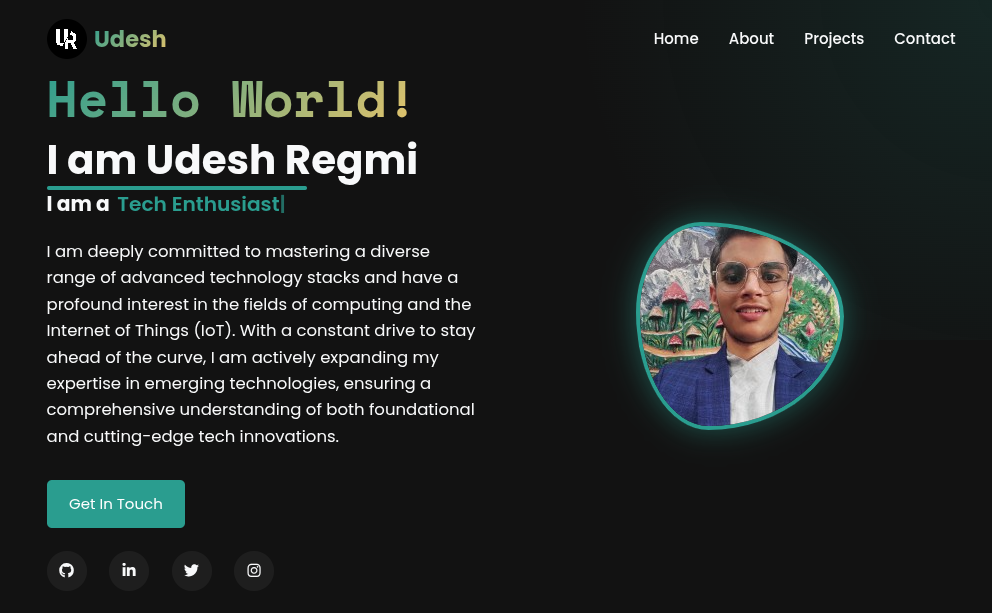 UR Udesh
Home About Projects Contact
Hello World!
I am Udesh Regmi
I am a Tech Enthusiast|
I am deeply committed to mastering a diverse
range of advanced technology stacks and have a
profound interest in the fields of computing and the
Internet of Things (IoT). With a constant drive to stay
ahead of the curve, I am actively expanding my
expertise in emerging technologies, ensuring a
comprehensive understanding of both foundational
and cutting-edge tech innovations.
Get In Touch
in